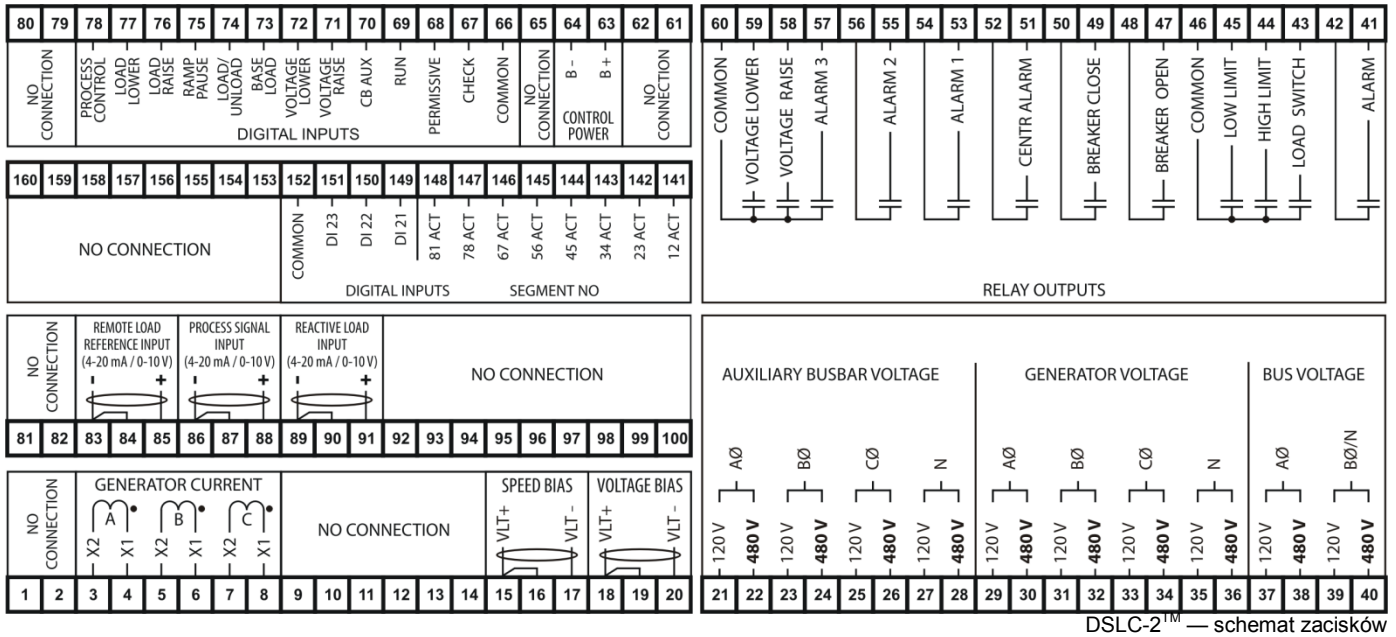 80 79 78 77 76 75 74 73 72 71 70 69 68 67 66 65 64 63 62 61
NO CONNECTION
PROCESS CONTROL
LOAD LOWER
LOAD RAISE
RAMP PAUSE
LOAD/ UNLOAD
BASE LOAD
VOLTAGE LOWER
VOLTAGE RAISE
CB AUX
RUN
PERMISSIVE
CHECK
COMMON
DIGITAL INPUTS
NO CONNECTION
B -
B +
CONTROL POWER
NO CONNECTION
60 59 58 57 56 55 54 53 52 51 50 49 48 47 46 45 44 43 42 41
COMMON
VOLTAGE LOWER
VOLTAGE RAISE
ALARM 3
ALARM 2
ALARM 1
CENTR ALARM
BREAKER CLOSE
BREAKER OPEN
COMMON
LOW LIMIT
HIGH LIMIT
LOAD SWITCH
ALARM
RELAY OUTPUTS
160 159 158 157 156 155 154 153 152 151 150 149 148 147 146 145 144 143 142 141
NO CONNECTION
COMMON
DI 23
DI 22
DI 21
81 ACT
78 ACT
67 ACT
56 ACT
45 ACT
34 ACT
23 ACT
12 ACT
DIGITAL INPUTS
SEGMENT NO
NO CONNECTION
REMOTE LOAD
REFERENCE INPUT
(4-20 mA / 0-10 V)
- +
PROCESS SIGNAL
INPUT
(4-20 mA / 0-10 V)
- +
REACTIVE LOAD
INPUT
(4-20 mA / 0-10 V)
- +
NO CONNECTION
81 82 83 84 85 86 87 88 89 90 91 92 93 94 95 96 97 98 99 100
NO CONNECTION
GENERATOR CURRENT
A B C
X2 X1 X2 X1 X2 X1
NO CONNECTION
SPEED BIAS
VLT+ VLT -
VOLTAGE BIAS
VLT+ VLT -
1 2 3 4 5 6 7 8 9 10 11 12 13 14 15 16 17 18 19 20
AUXILIARY BUSBAR VOLTAGE
AØ BØ CØ N
120 V 480 V 120 V 480 V 120 V 480 V 120 V 480 V
GENERATOR VOLTAGE
AØ BØ CØ N
120 V 480 V 120 V 480 V 120 V 480 V 120 V 480 V
BUS VOLTAGE
AØ BØ/N
120 V 480 V 120 V 480 V
21 22 23 24 25 26 27 28 29 30 31 32 33 34 35 36 37 38 39 40
DSLC-2™ — schemat zacisków